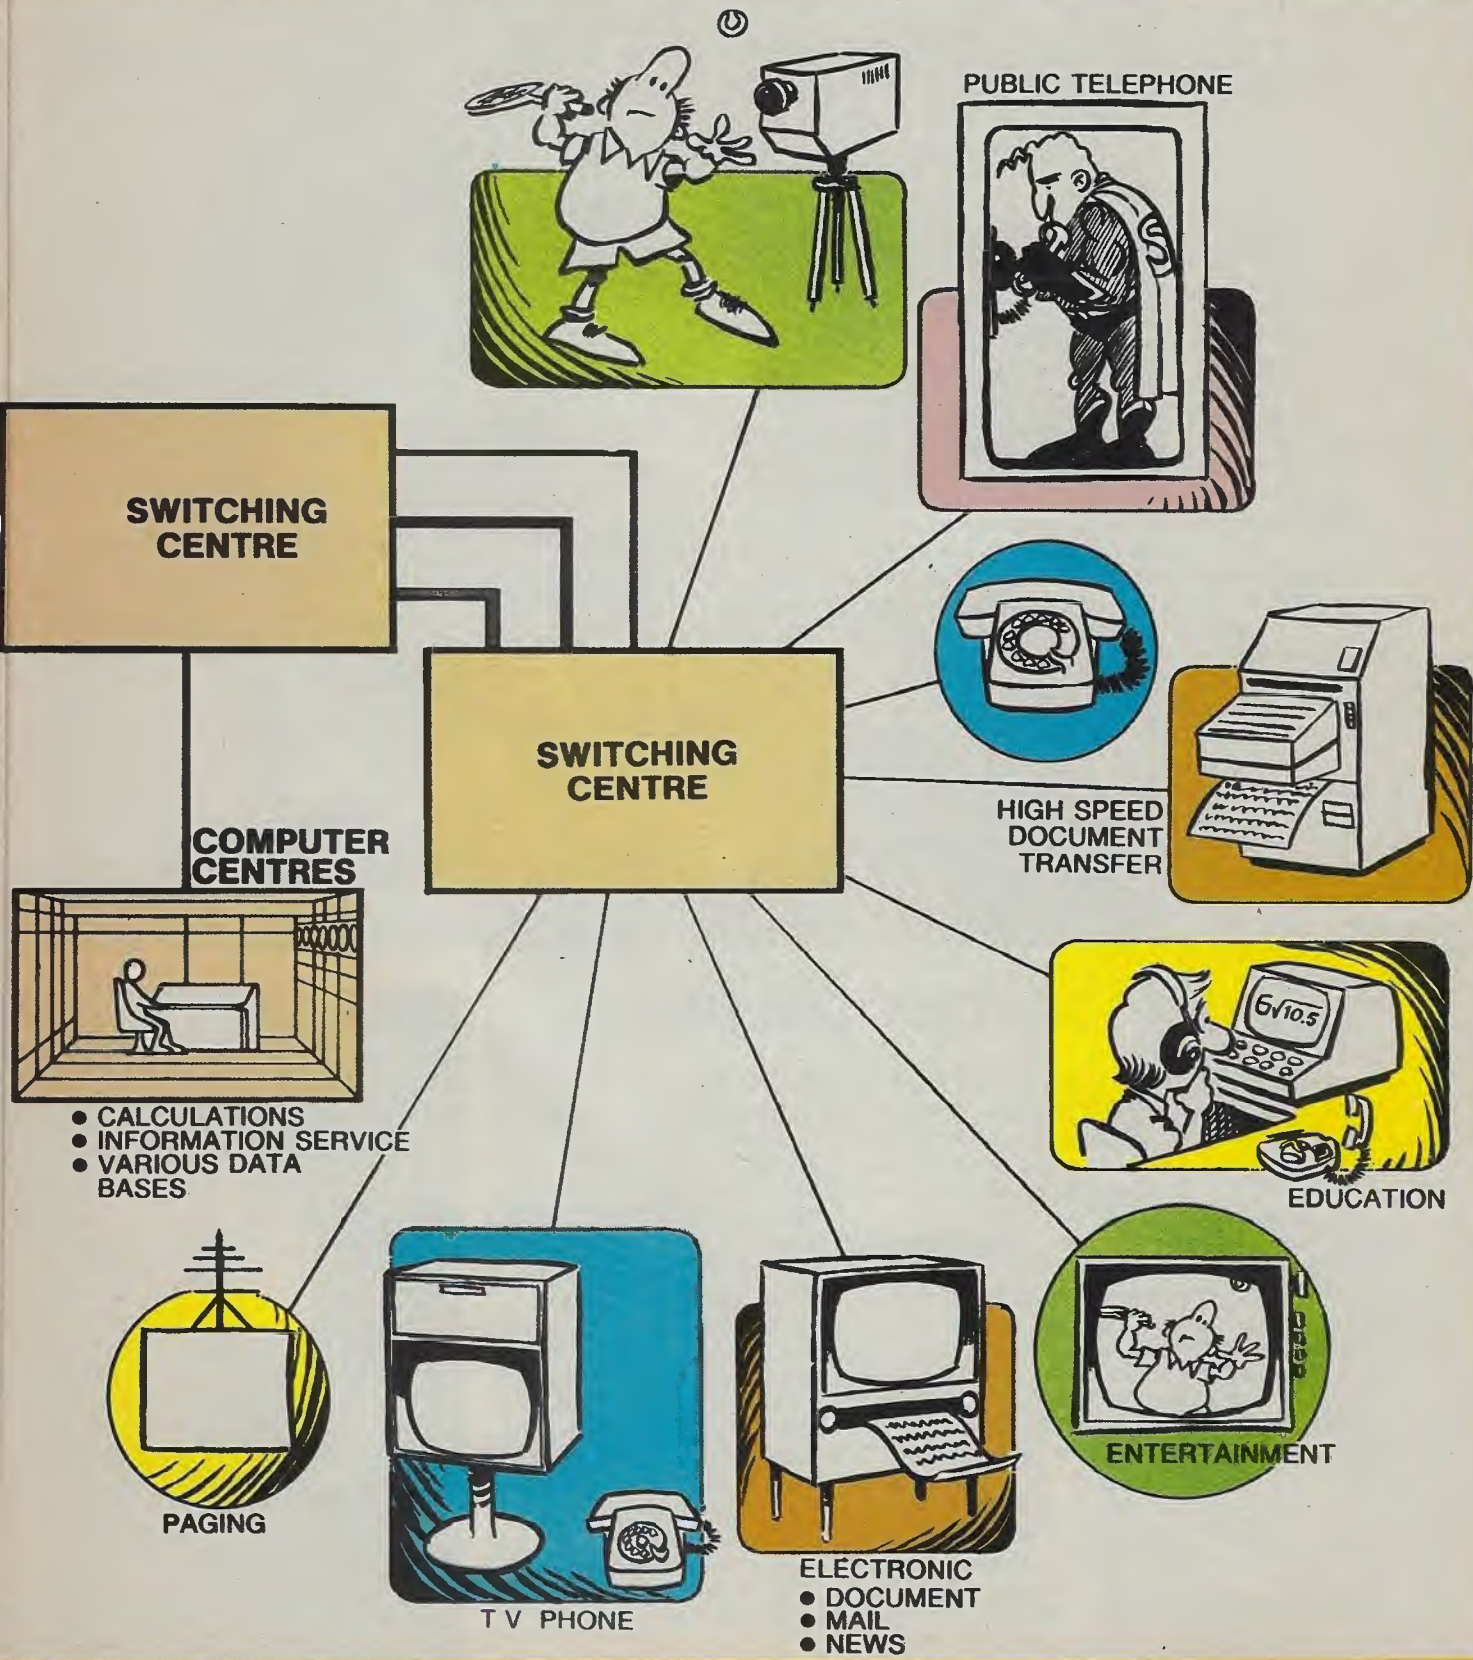 PUBLIC TELEPHONE
SWITCHING
CENTRE
SWITCHING
CENTRE
HIGH SPEED
DOCUMENT
TRANSFER
COMPUTER
CENTRES
6√10.5
● CALCULATIONS
● INFORMATION SERVICE
● VARIOUS DATA
BASES
EDUCATION
ENTERTAINMENT
PAGING
TV PHONE
ELECTRONIC
● DOCUMENT
● MAIL
● NEWS